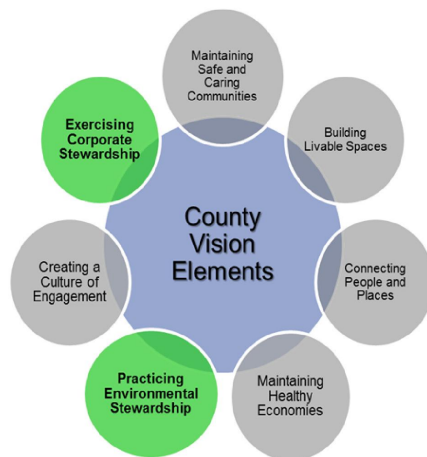 Maintaining
Safe and
Caring
Communities
Building
Livable Spaces
Connecting
People and
Places
Maintaining
Healthy
Economies
Practicing
Environmental
Stewardship
Creating a
Culture of
Engagement
Exercising
Corporate
Stewardship
County
Vision
Elements